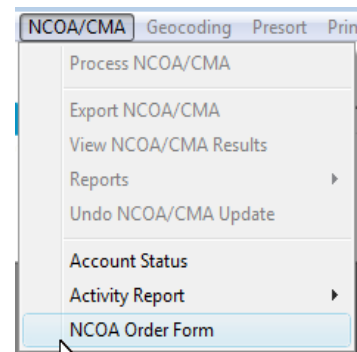 NCOA/CMA Geocoding Presort
Process NCOA/CMA
Export NCOA/CMA
View NCOA/CMA Results
Reports
Undo NCOA/CMA Update
Account Status
Activity Report
NCOA Order Form